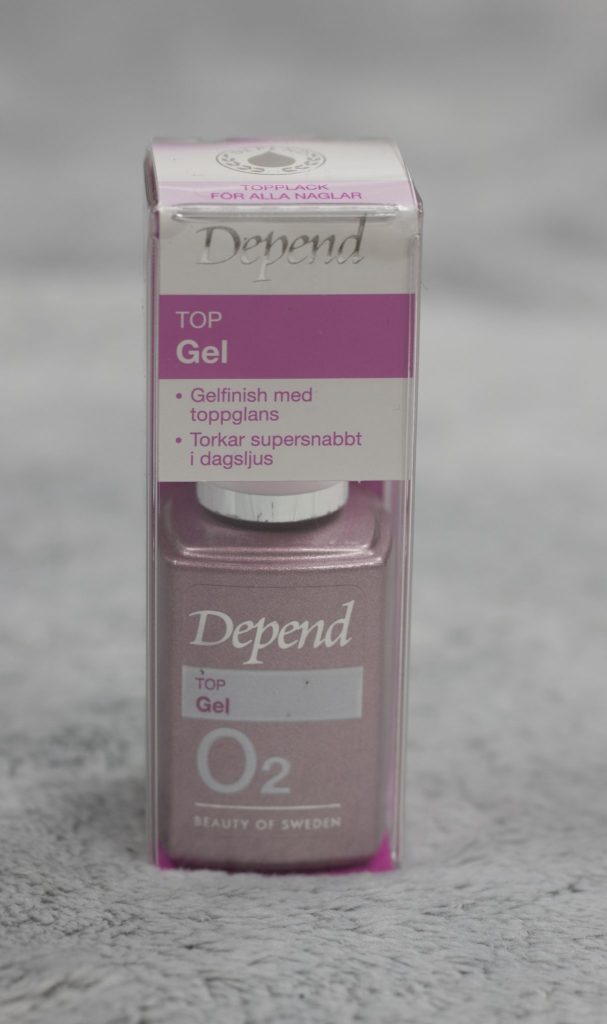 TOPPLACK
FÖR ALLA NAGLAR
Depend
TOP
Gel
• Gelfinish med
toppglans
• Torkar supersnabbt
i dagsljus
Depend
TOP
Gel
O2
BEAUTY OF SWEDEN